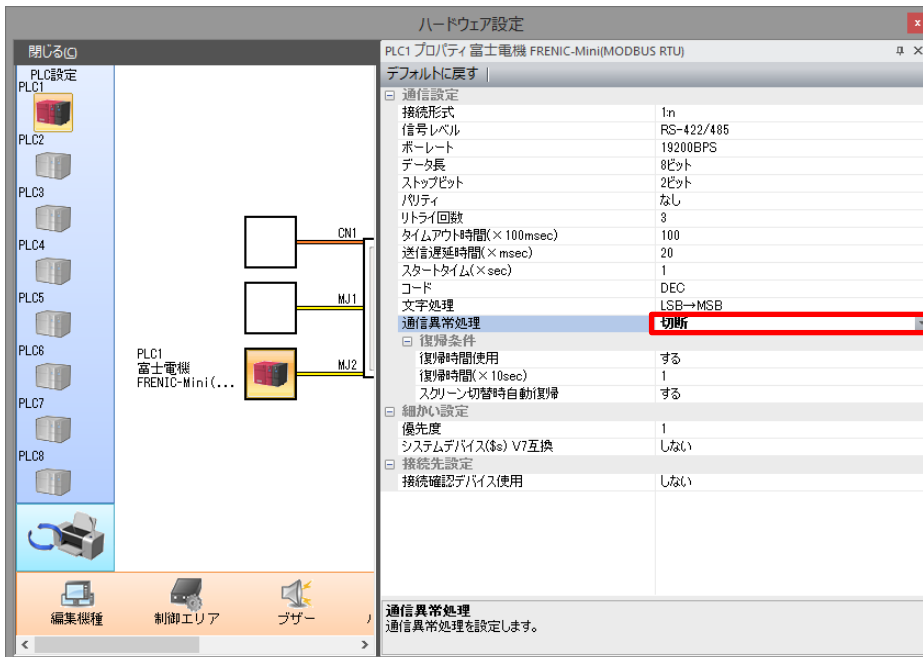 ハードウェア設定
x
閉じる(C)
PLC設定
PLC1
PLC2
PLC3
PLC4
PLC5
PLC6
PLC7
PLC8
CN1
MJ1
MJ2
PLC1
富士電機
FRENIC-Mini(...
編集機種
制御エリア
ブザー
PLC1 プロパティ 富士電機 FRENIC-Mini(MODBUS RTU)
デフォルトに戻す
通信設定
接続形式 1:n
信号レベル RS-422/485
ボーレート 19200BPS
データ長 8ビット
ストップビット 2ビット
パリティ なし
リトライ回数 3
タイムアウト時間(×100msec) 100
送信遅延時間(×msec) 20
スタートタイム(×sec) 1
コード DEC
文字処理 LSB→MSB
通信異常処理 切断
復帰条件
復帰時間使用 する
復帰時間(×10sec) 1
スクリーン切替時自動復帰 する
細かい設定
優先度 1
システムデバイス($s) V7互換 しない
接続先設定
接続確認デバイス使用 しない
通信異常処理
通信異常処理を設定します。